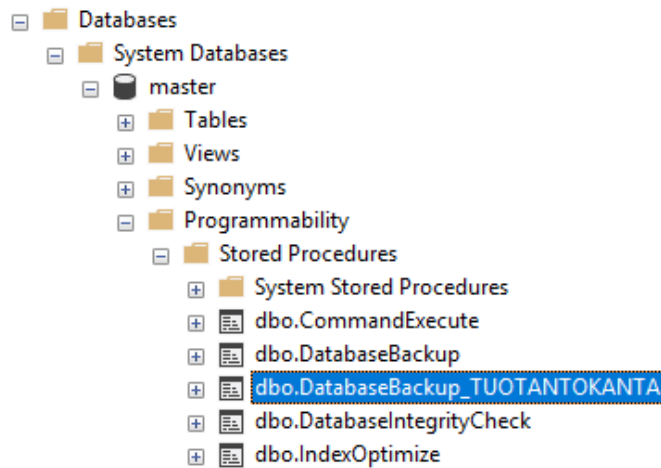 Databases
System Databases
master
Tables
Views
Synonyms
Programmability
Stored Procedures
System Stored Procedures
dbo.CommandExecute
dbo.DatabaseBackup
dbo.DatabaseBackup_TUOTANTOKANTA
dbo.DatabaseIntegrityCheck
dbo.IndexOptimize